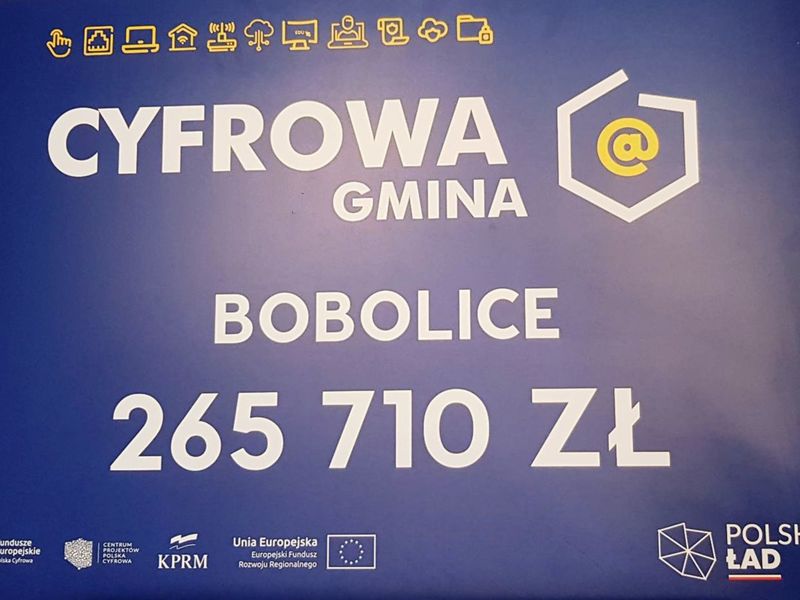 EDU
CYFROWA
GMINA
@
BOBOLICE
265 710 ZŁ
Fundusze
Europejskie
Polska Cyfrowa
CENTRUM
PROJEKTÓW
POLSKA
CYFROWA
KPRM
Unia Europejska
Europejski Fundusz
Rozwoju Regionalnego
POLSK
ŁAD